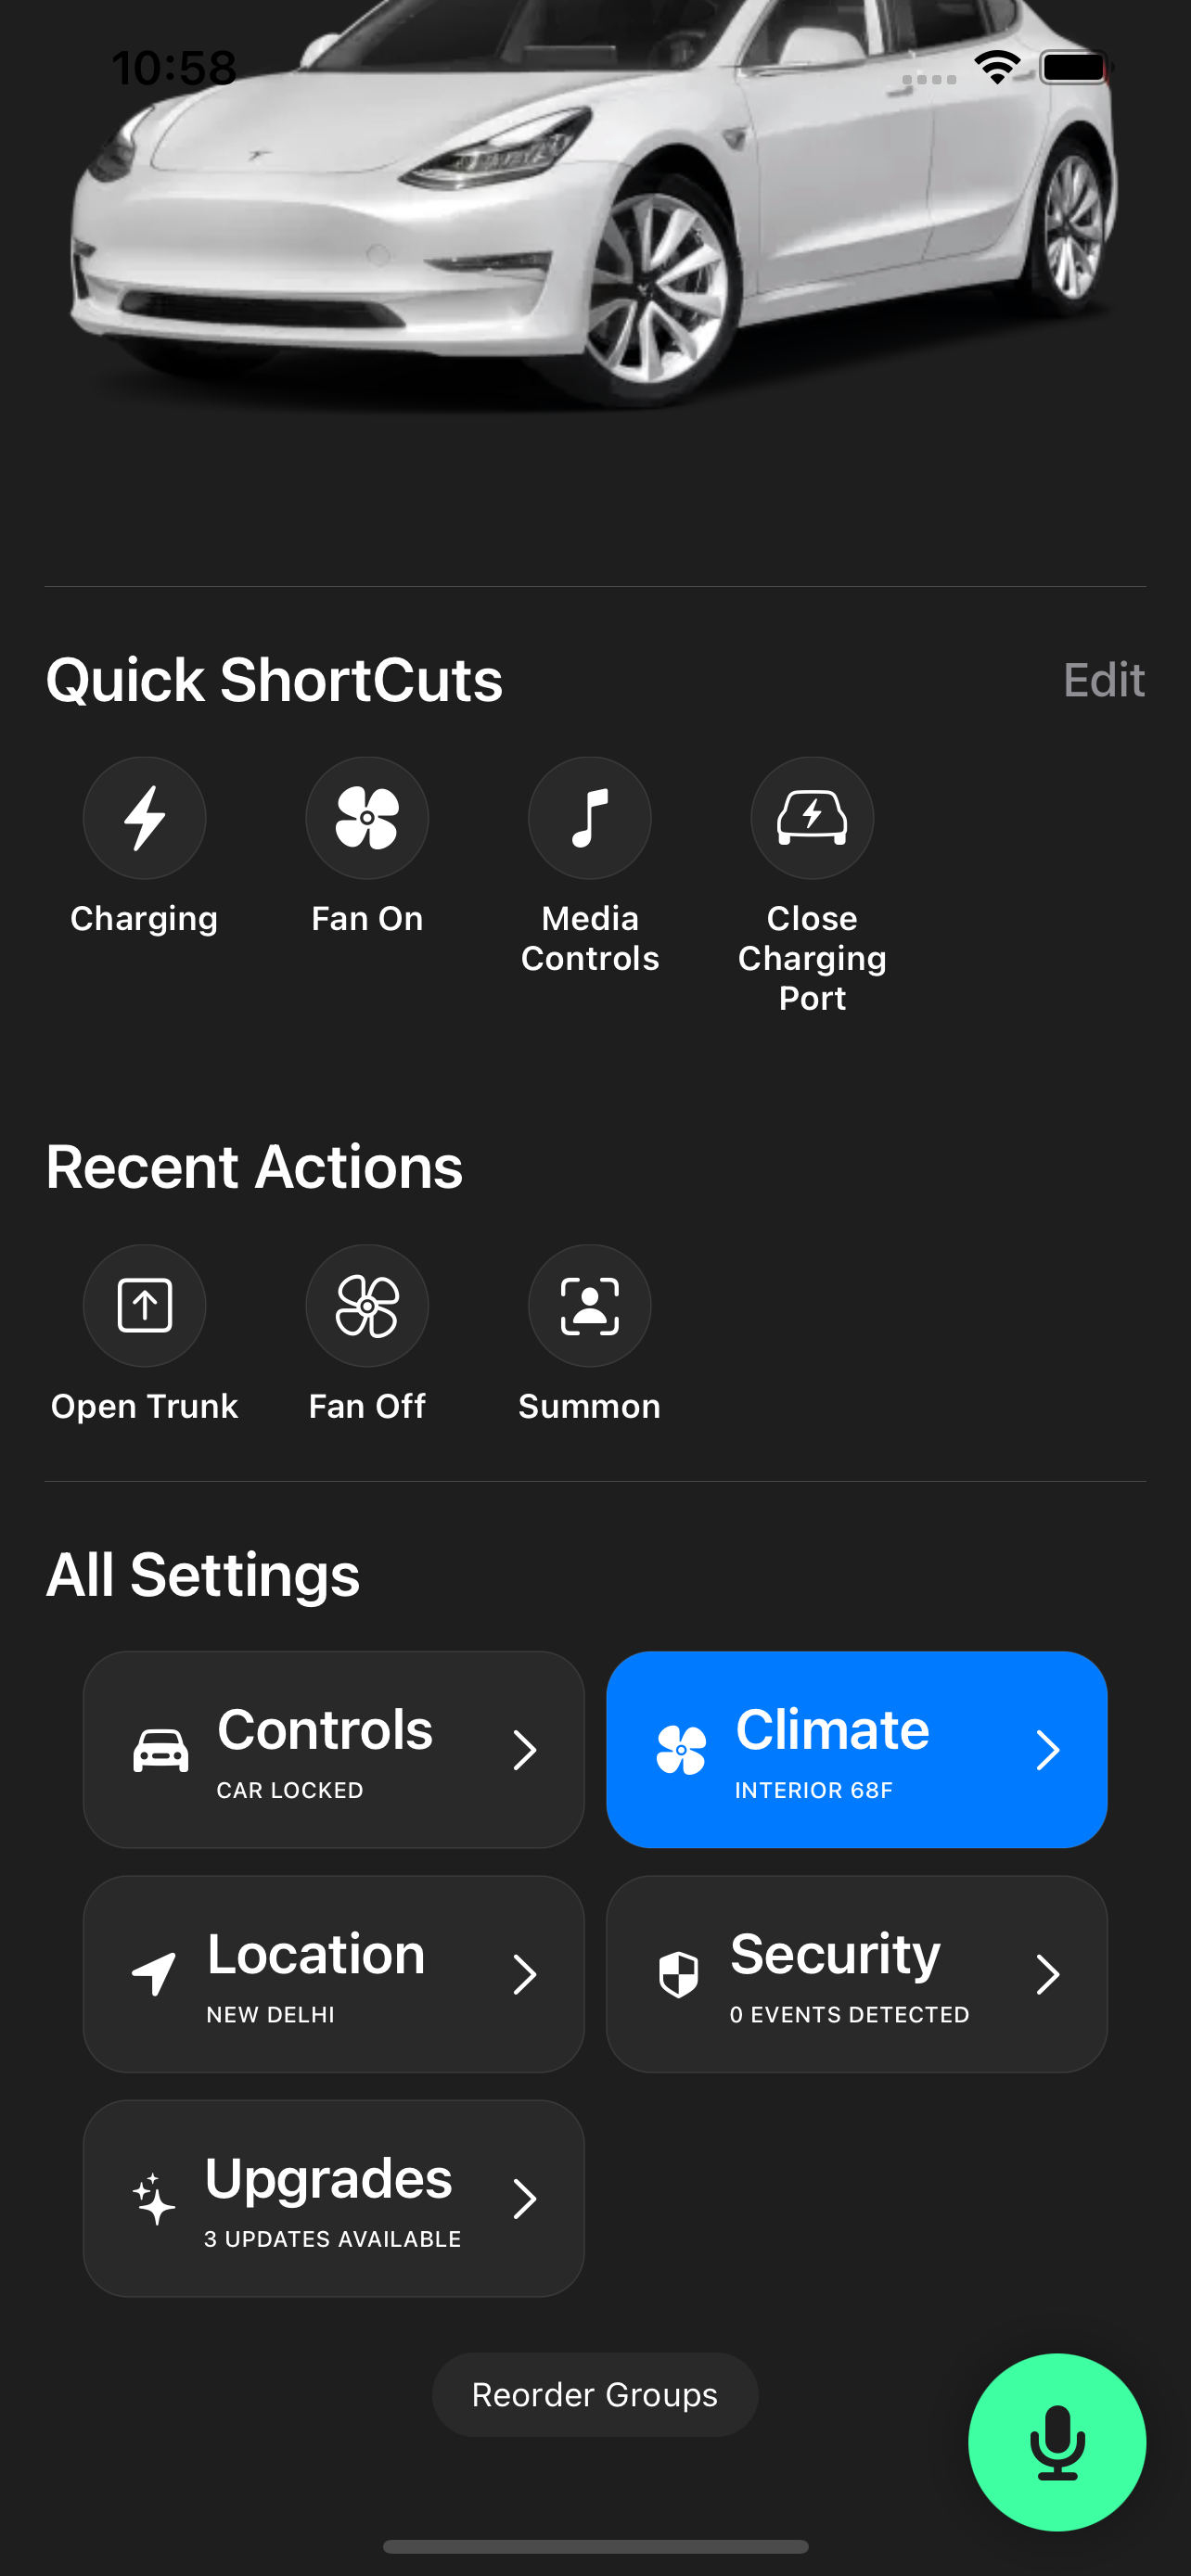 10:58
Quick ShortCuts
Edit
Charging
Fan On
Media
Controls
Close
Charging
Port
Recent Actions
Open Trunk
Fan Off
Summon
All Settings
Controls
CAR LOCKED
Climate
INTERIOR 68F
Location
NEW DELHI
Security
0 EVENTS DETECTED
Upgrades
3 UPDATES AVAILABLE
Reorder Groups